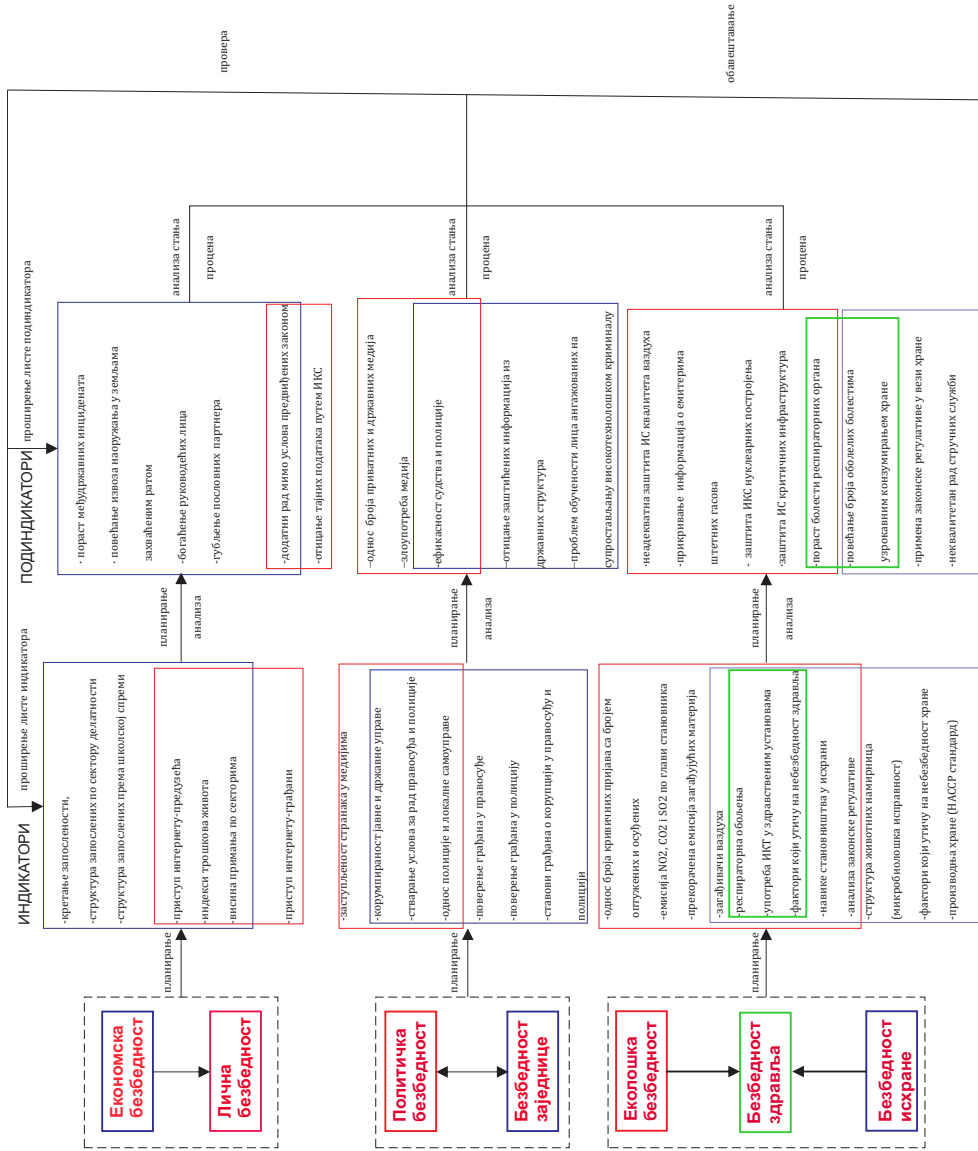 ИНДИКАТОРИ
проширење листе индикатора
ПОДИНДИКАТОРИ
проширење листе подиндикатора
провера
обавештавање
Економска
безбедност
Лична
безбедност
планирање
-кретање запослености,
-структура запослених по сектору делатности
-структура запослених према школској спреми
-приступ интернету-предузећа
-индекси трошкова живота
-висина примања по секторима
-приступ интернету-грађани
планирање
анализа
· пораст међудржавних инцидената
· повећање извоза наоружања у земљама
захваћеним ратом
-богаћење руководећих лица
-губљење пословних партнера
-додатни рад мимо услова предвиђених законом
-отицање тајних података путем ИКС
анализа стања
процена
Политичка
безбедност
Безбедност
заједнице
планирање
-заступљеност странака у медијима
-корумпираност јавне и државне управе
-стварање услова за рад правосуђа и полиције
-однос полиције и локалне самоуправе
-поверење грађана у правосуђе
-поверење грађана у полицију
-ставови грађана о корупцији у правосуђу и
полицији
планирање
анализа
–однос броја приватних и државних медија
–злоупотреба медија
-ефикасност судства и полиције
–отицање заштићених информација из
државних структура
–проблем обучености лица ангажованих на
супростављању високотехнолошком криминалу
анализа стања
процена
Еколошка
безбедност
Безбедност
здравља
Безбедност
исхране
планирање
-однос броја кривичних пријава са бројем
оптужених и осуђених
-емисија NO2, CO2 i SO2 по глави становника
-прекорачена емисија загађујућих материја
-загађивачи ваздуха
-респираторна обољења
-употреба ИКТ у здравственим установама
-фактори који утичу на небезбедност здравља
-навике становништва у исхрани
-анализа законске регулативе
-структура животних намирница
(микробиолошка исправност)
-фактори који утичу на небезбедност хране
-производња хране (HACCP стандард)
планирање
анализа
·неадекватна заштита ИС квалитета ваздуха
-прикривање информација о емитерима
штетних гасова
- заштита ИКС нуклеарних постројења
·заштита ИС критичних инфраструктура
-пораст болести респираторних органа
-повећање броја оболелих болестима
узрокованим конзумирањем хране
-примена законске регулативе у вези хране
-неквалитетан рад стручних служби
анализа стања
процена